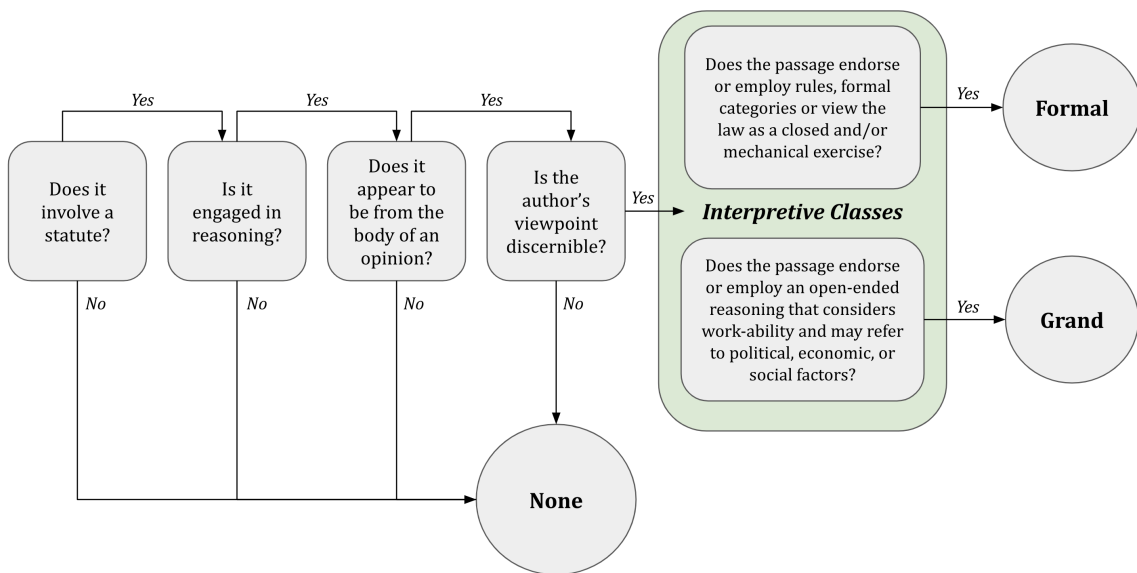 Yes
Yes
Yes
Does it
involve a
statute?
Is it
engaged in
reasoning?
Does it
appear to
be from the
body of an
opinion?
Is the
author's
viewpoint
discernible?
Yes
No
No
No
No
None
Does the passage endorse
or employ rules, formal
categories or view the
law as a closed and/or
mechanical exercise?
Yes
Formal
Interpretive Classes
Does the passage endorse
or employ an open-ended
reasoning that considers
work-ability and may refer
to political, economic, or
social factors?
Yes
Grand